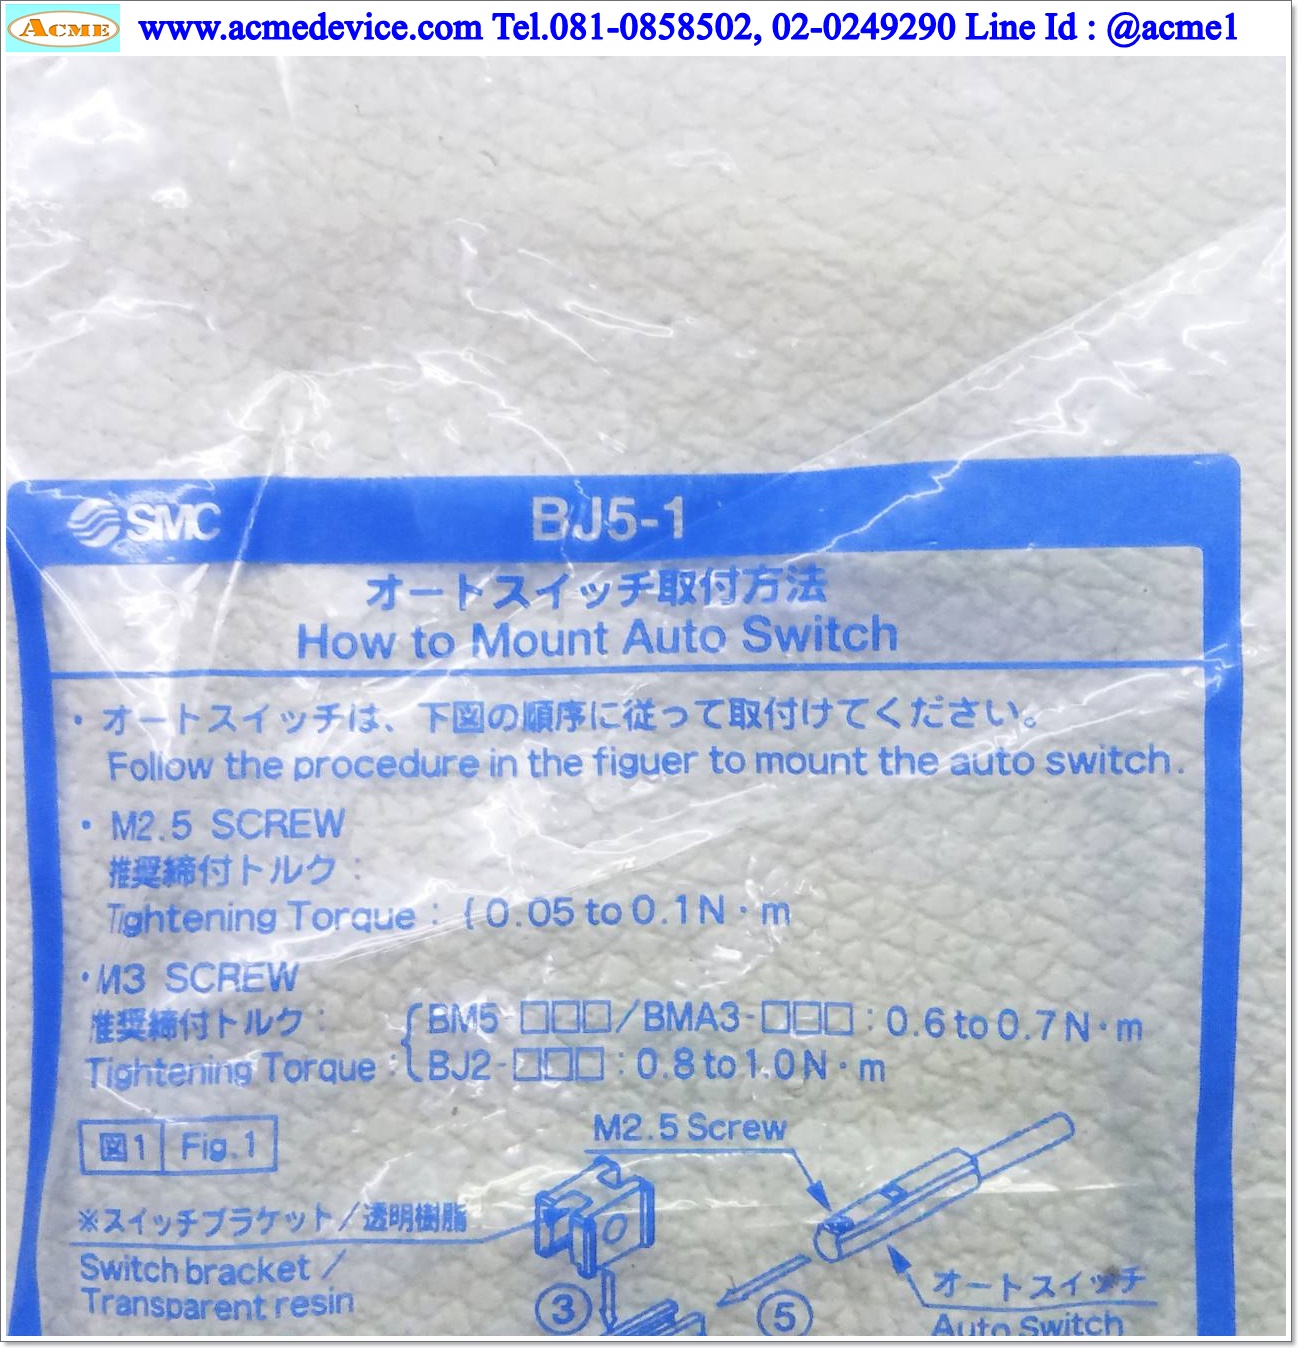 ACME www.acmedevice.com Tel.081-0858502, 02-0249290 Line Id : @acme1
SMC BJ5-1
オートスイッチ取付方法
How to Mount Auto Switch
・オートスイッチは、下図の順序に従って取付けてください。
Follow the procedure in the figuer to mount the auto switch.
・M2.5 SCREW
推奨締付トルク：
Tightening Torque : { 0.05 to 0.1N・m
・M3 SCREW
推奨締付トルク：
Tightening Torque :
{ BM5-□□□/BMA3-□□□ : 0.6 to 0.7N・m
BJ2-□□□ : 0.8 to 1.0N・m
図1 Fig.1
M2.5 Screw
※スイッチブラケット／透明樹脂
Switch bracket /
Transparent resin
③
⑤
オートスイッチ
Auto Switch